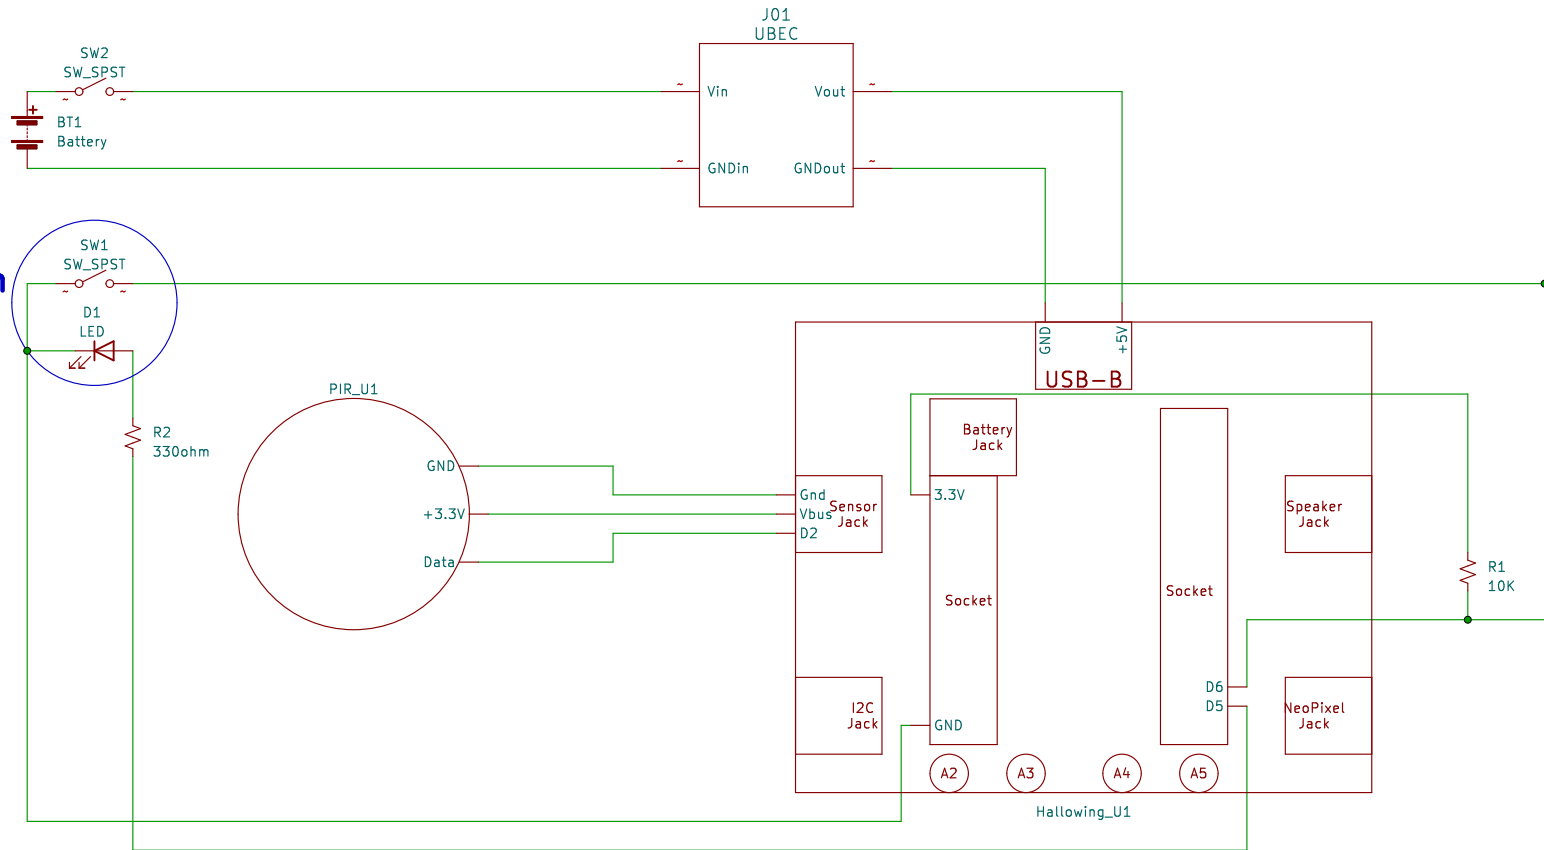 J01
UBEC
SW2
SW_SPST
~
~
+
BT1
Battery
~
Vin
Vout
~
~
GNDin
GNDout
~
SW1
SW_SPST
~
~
D1
LED
GND
+5V
USB-B
PIR_U1
R2
330ohm
GND
+3.3V
Data
Battery
Jack
Gnd
Vbus
D2
Sensor
Jack
3.3V
Speaker
Jack
R1
10K
Socket
Socket
D6
D5
I2C
Jack
GND
NeoPixel
Jack
A2
A3
A4
A5
Hallowing_U1